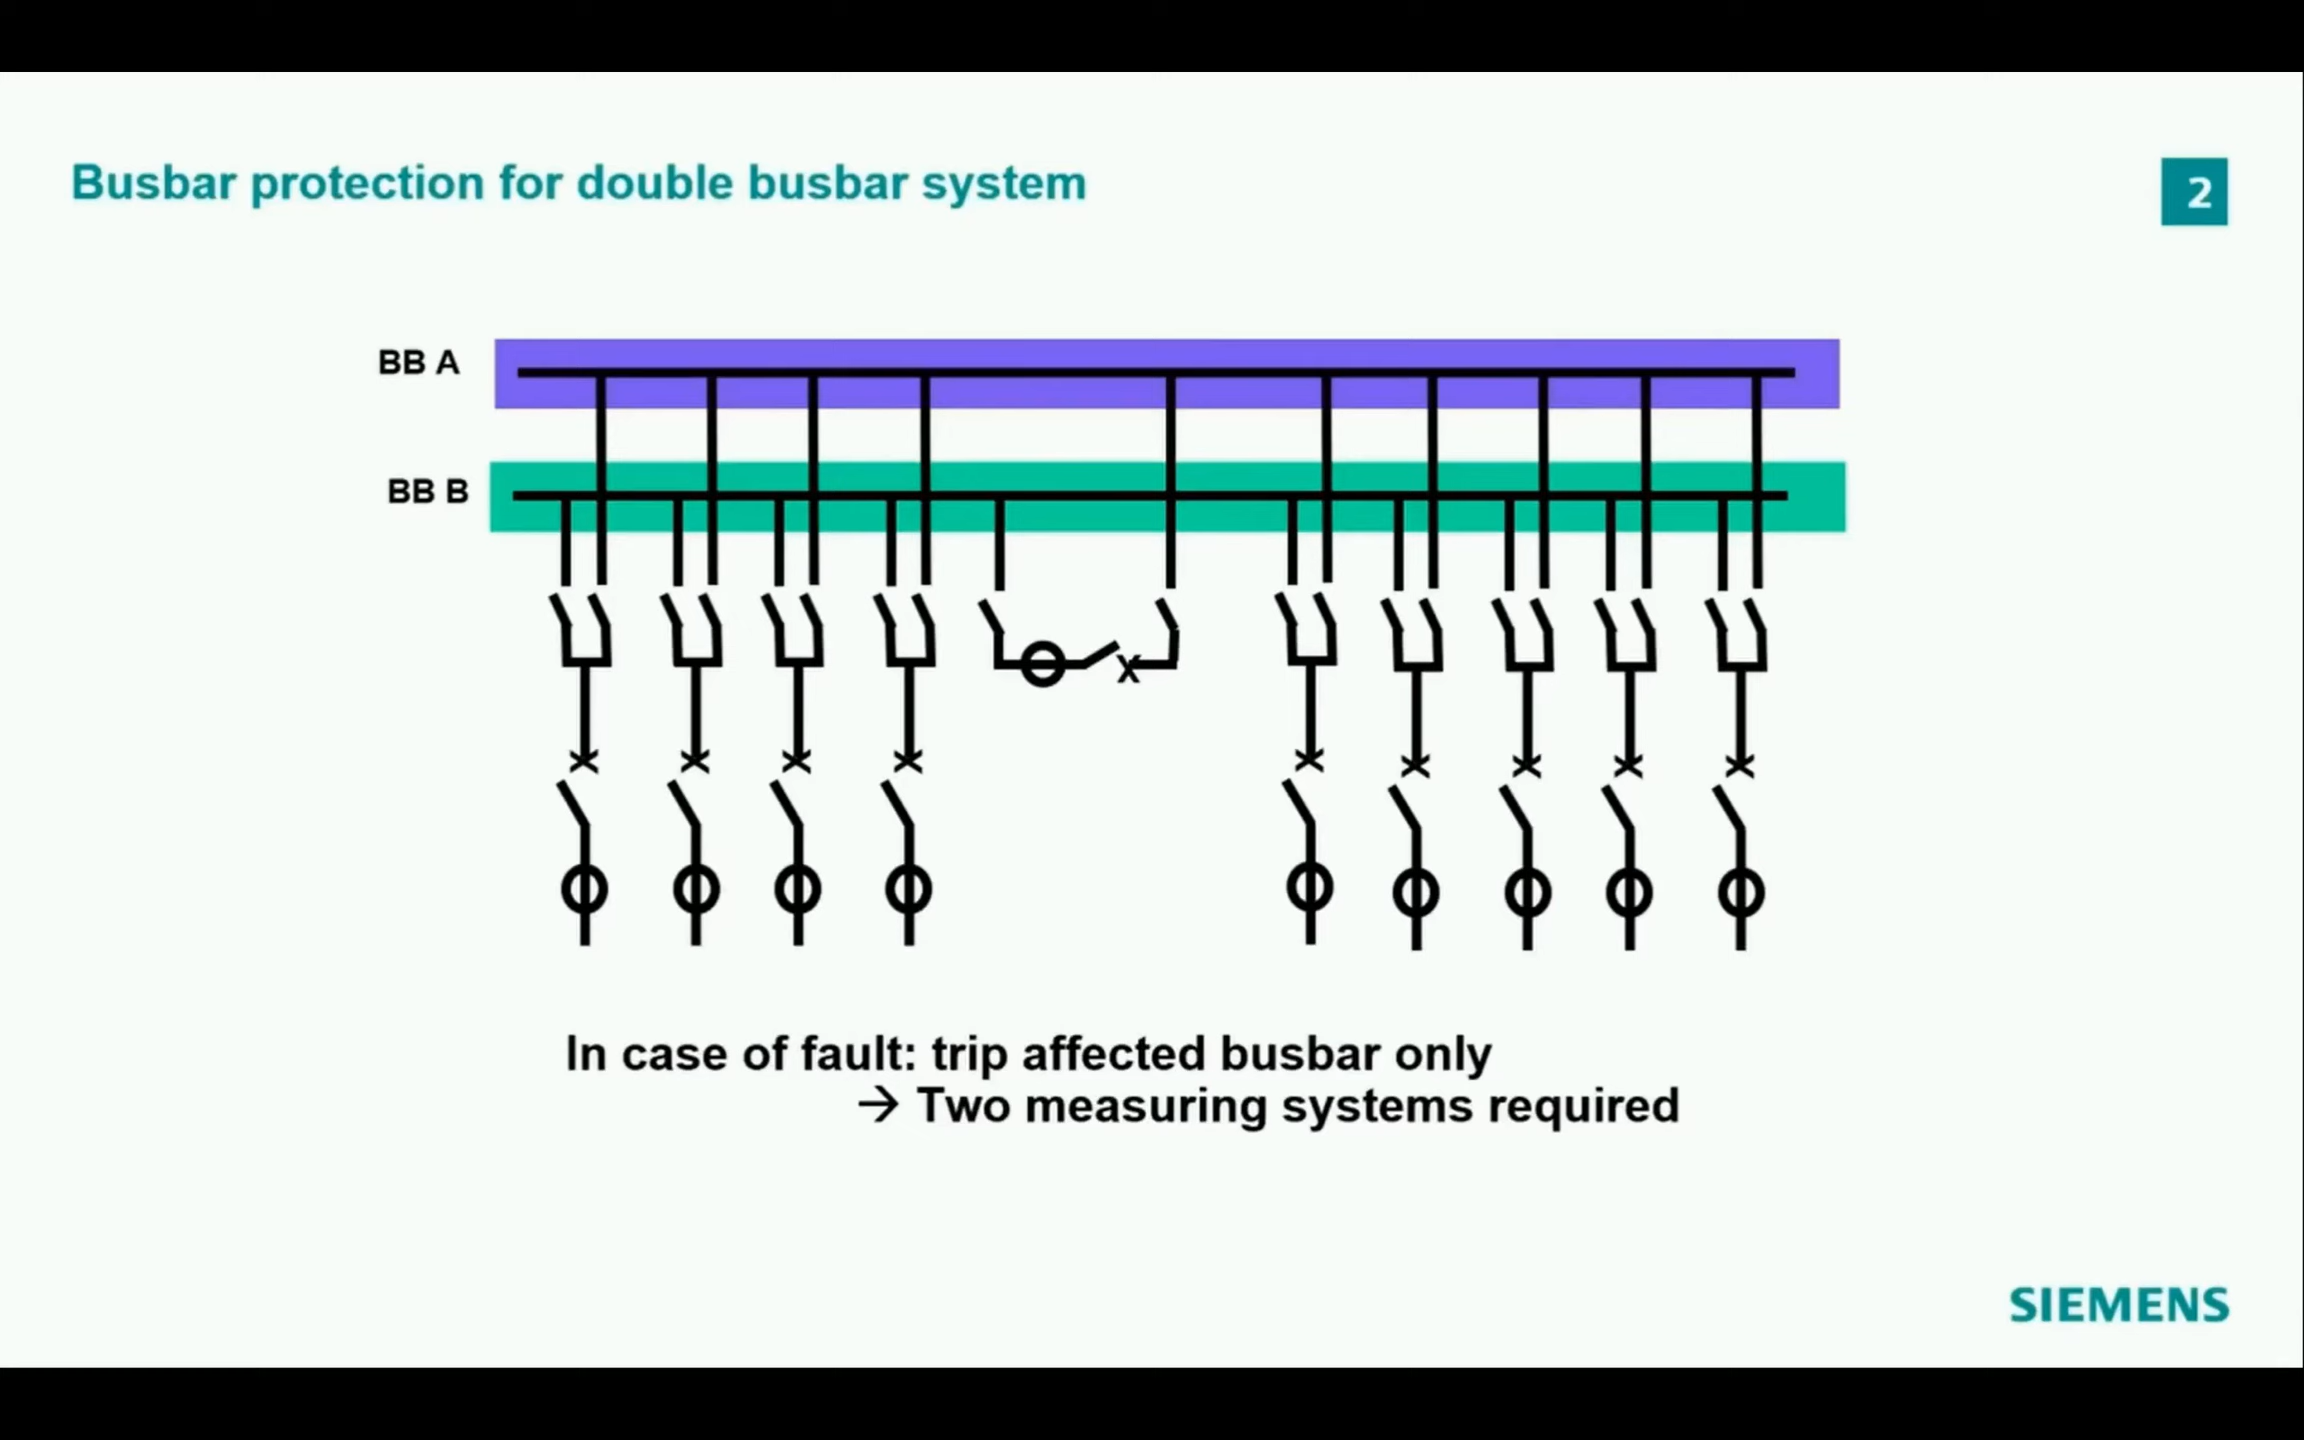 Busbar protection for double busbar system
2
BB A
BB B
In case of fault: trip affected busbar only
→ Two measuring systems required
SIEMENS